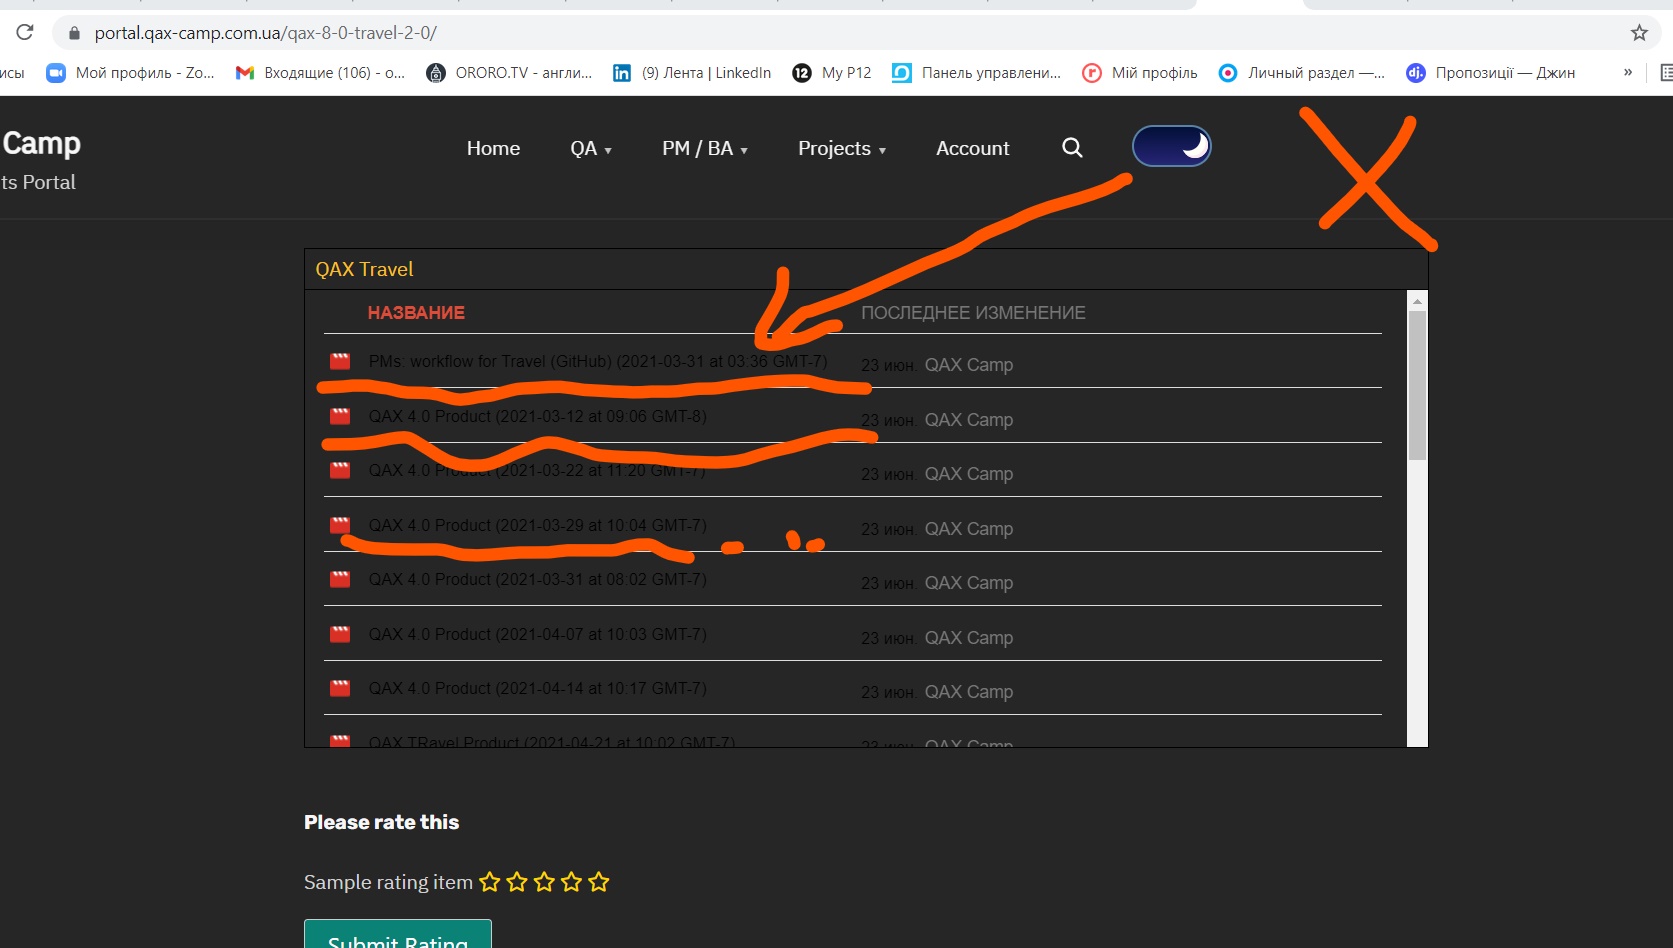 portal.qax-camp.com.ua/qax-8-0-travel-2-0/
исы Мой профиль - Zo... Входящие (106) - o... ORORO.TV - англи... in (9) Лента | LinkedIn 12 My P12 Панель управлени... r Мій профіль Личный раздел —... dj. Пропозиції — Джин »
Camp
ts Portal
Home QA PM / BA Projects Account
QAX Travel
НАЗВАНИЕ ПОСЛЕДНЕЕ ИЗМЕНЕНИЕ
PMs: workflow for Travel (GitHub) (2021-03-31 at 03:36 GMT-7) 23 июн. QAX Camp
QAX 4.0 Product (2021-03-12 at 09:06 GMT-8) 23 июн. QAX Camp
QAX 4.0 Product (2021-03-22 at 11:20 GMT-7) 23 июн. QAX Camp
QAX 4.0 Product (2021-03-29 at 10:04 GMT-7) 23 июн. QAX Camp
QAX 4.0 Product (2021-03-31 at 08:02 GMT-7) 23 июн. QAX Camp
QAX 4.0 Product (2021-04-07 at 10:03 GMT-7) 23 июн. QAX Camp
QAX 4.0 Product (2021-04-14 at 10:17 GMT-7) 23 июн. QAX Camp
QAX TRavel Product (2021-04-21 at 10:02 GMT-7) 23 июн. QAX Camp
Please rate this
Sample rating item
Submit Rating